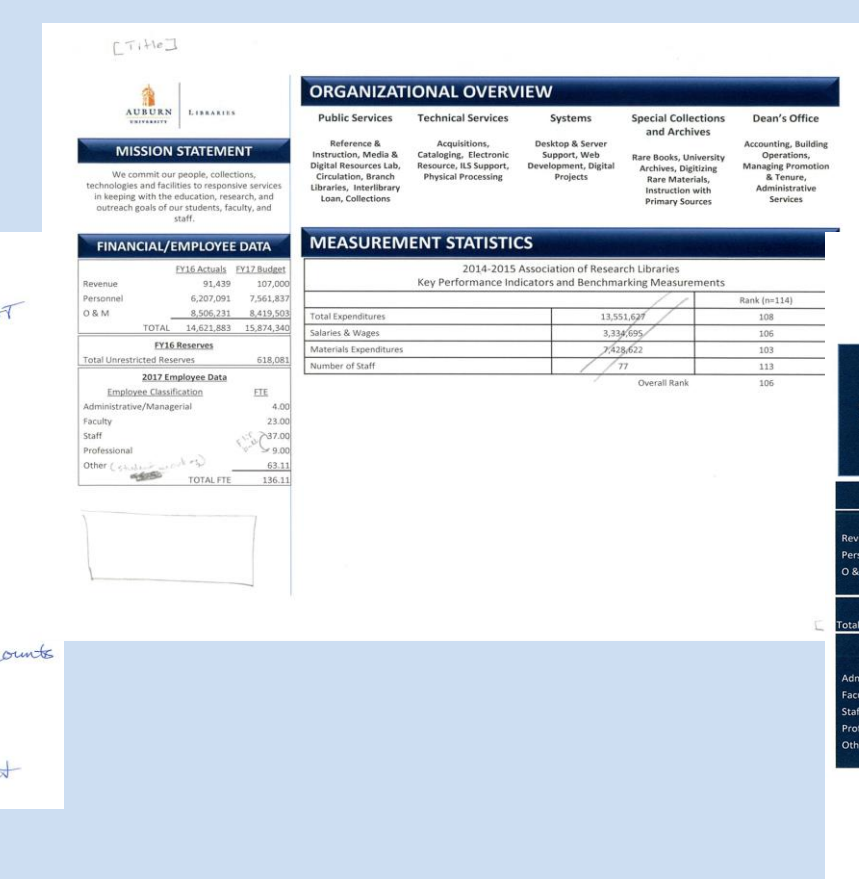 [Title]
AUBURN
UNIVERSITY
LIBRARIES
MISSION STATEMENT
We commit our people, collections,
technologies and facilities to responsive services
in keeping with the education, research, and
outreach goals of our students, faculty, and
staff.
FINANCIAL/EMPLOYEE DATA
FY16 Actuals FY17 Budget
Revenue 91,439 107,000
Personnel 6,207,091 7,561,837
O & M 8,506,231 8,419,503
TOTAL 14,621,883 15,874,340
FY16 Reserves
Total Unrestricted Reserves 618,081
2017 Employee Data
Employee Classification FTE
Administrative/Managerial 4.00
Faculty 23.00
Staff 37.00
Professional 9.00
Other 63.11
TOTAL FTE 136.11
ORGANIZATIONAL OVERVIEW
Public Services
Reference &
Instruction, Media &
Digital Resources Lab,
Circulation, Branch
Libraries, Interlibrary
Loan, Collections
Technical Services
Acquisitions,
Cataloging, Electronic
Resource, ILS Support,
Physical Processing
Systems
Desktop & Server
Support, Web
Development, Digital
Projects
Special Collections
and Archives
Rare Books, University
Archives, Digitizing
Rare Materials,
Instruction with
Primary Sources
Dean's Office
Accounting, Building
Operations,
Managing Promotion
& Tenure,
Administrative
Services
MEASUREMENT STATISTICS
2014-2015 Association of Research Libraries
Key Performance Indicators and Benchmarking Measurements
Rank (n=114)
Total Expenditures 13,551,627 108
Salaries & Wages 3,334,695 106
Materials Expenditures 7,428,622 103
Number of Staff 77 113
Overall Rank 106
ounts
Rev
Pers
O &
Total
Adm
Facu
Staf
Prof
Oth